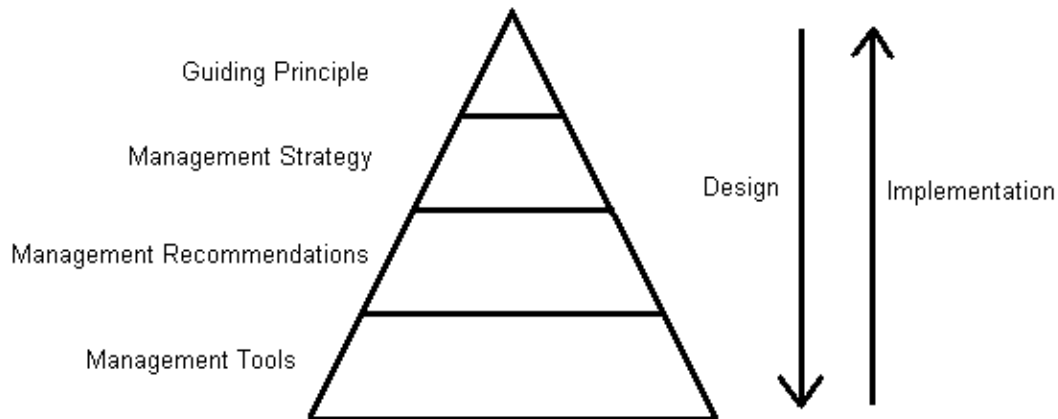 Guiding Principle
Management Strategy
Design
Implementation
Management Recommendations
Management Tools